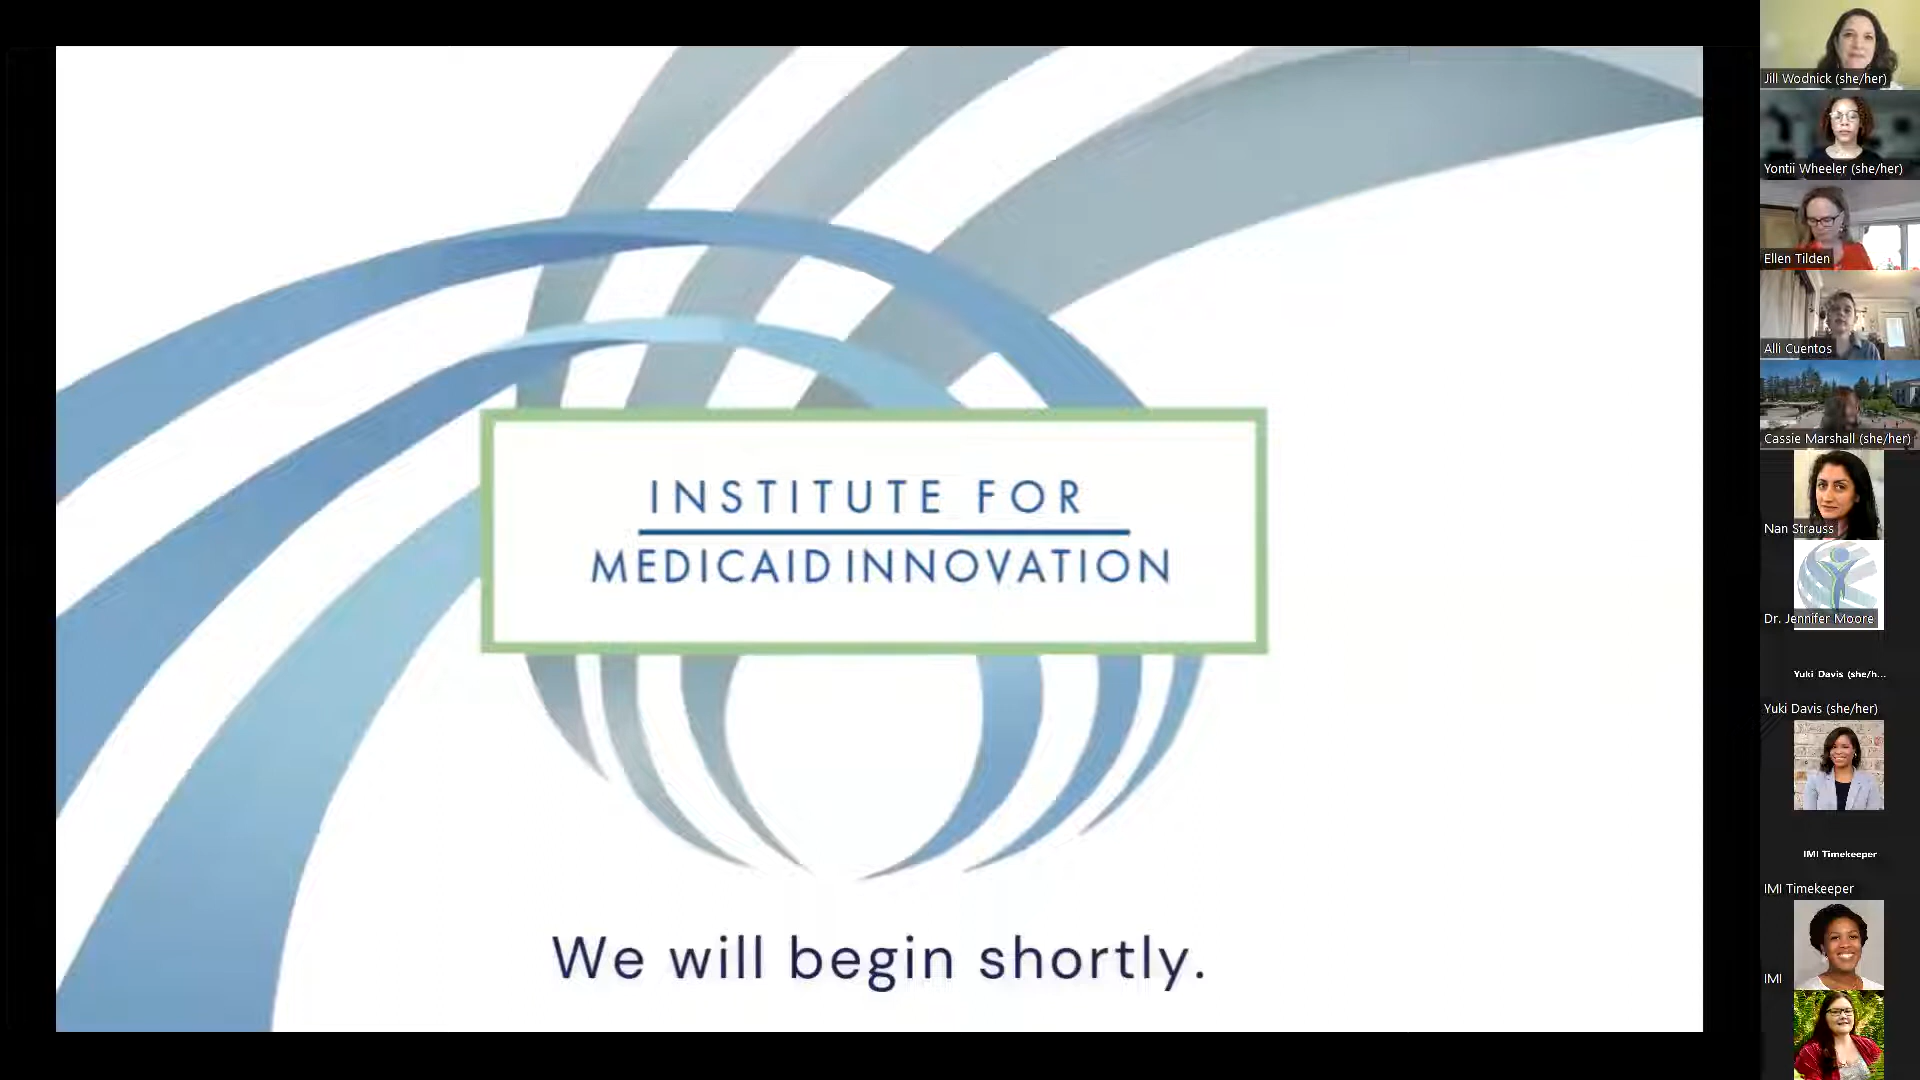 INSTITUTE FOR
MEDICAID INNOVATION
We will begin shortly.
Jill Wodnick (she/her)
Yontii Wheeler (she/her)
Ellen Tilden
Alli Cuentos
Cassie Marshall (she/her)
Nan Strauss
Dr. Jennifer Moore
Yuki Davis (she/h...
Yuki Davis (she/her)
IMI Timekeeper
IMI Timekeeper
IMI